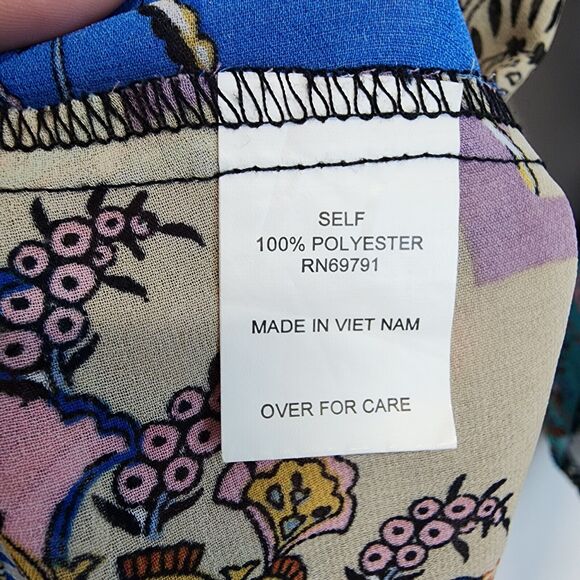 SELF
100% POLYESTER
RN69791
MADE IN VIET NAM
OVER FOR CARE